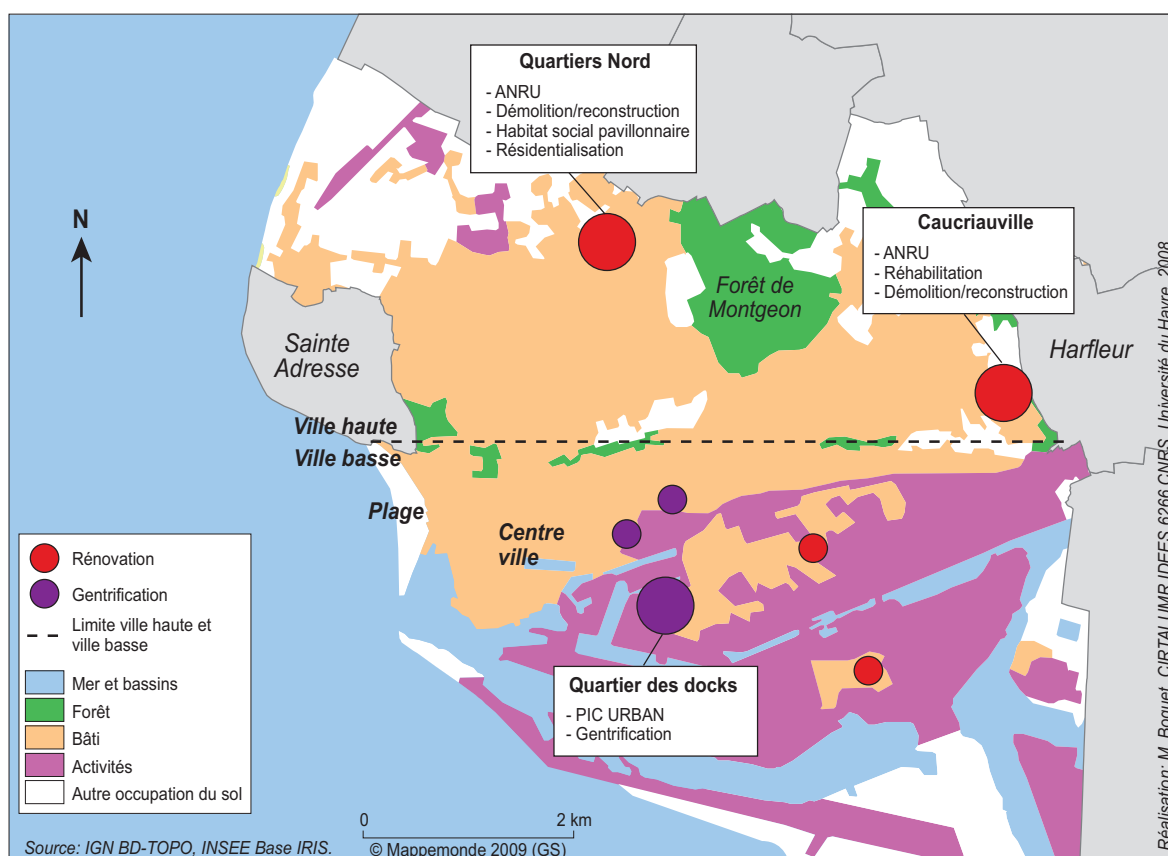 Quartiers Nord
- ANRU
- Démolition/reconstruction
- Habitat social pavillonnaire
- Résidentialisation
Caucriauville
- ANRU
- Réhabilitation
- Démolition/reconstruction
N
Forêt de
Montgeon
Sainte
Adresse
Harfleur
Ville haute
Ville basse
Plage
Centre
ville
Quartier des docks
- PIC URBAN
- Gentrification
Rénovation
Gentrification
Limite ville haute et
ville basse
Mer et bassins
Forêt
Bâti
Activités
Autre occupation du sol
0 2 km
Source: IGN BD-TOPO, INSEE Base IRIS.
© Mappemonde 2009 (GS)
Réalisation: M. Boquet, CIRTAI UMR IDEES 6266 CNRS, Université du Havre, 2008